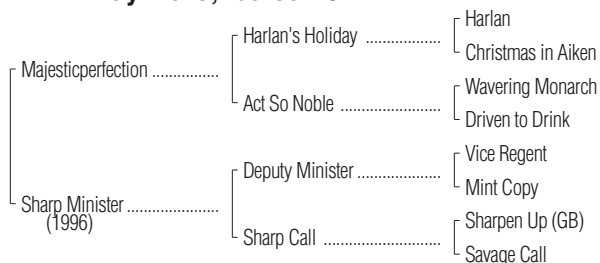 Harlan
Harlan's Holiday ..................
Christmas in Aiken
Majesticperfection ................
Wavering Monarch
Act So Noble ........................
Driven to Drink
Vice Regent
Deputy Minister ....................
Mint Copy
Sharp Minister ......................
(1996)
Sharpen Up (GB)
Sharp Call ............................
Savage Call